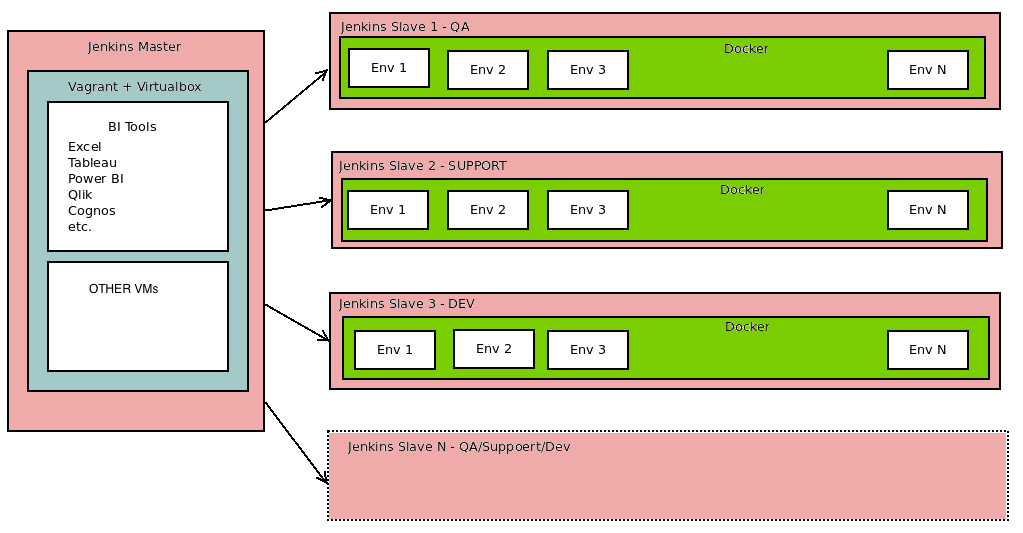 Jenkins Master
Vagrant + Virtualbox
BI Tools
Excel
Tableau
Power BI
Qlik
Cognos
etc.
OTHER VMs
Jenkins Slave 1 - QA
Docker
Env 1
Env 2
Env 3
Env N
Jenkins Slave 2 - SUPPORT
Docker
Env 1
Env 2
Env 3
Env N
Jenkins Slave 3 - DEV
Docker
Env 1
Env 2
Env 3
Env N
Jenkins Slave N - QA/Suppoert/Dev